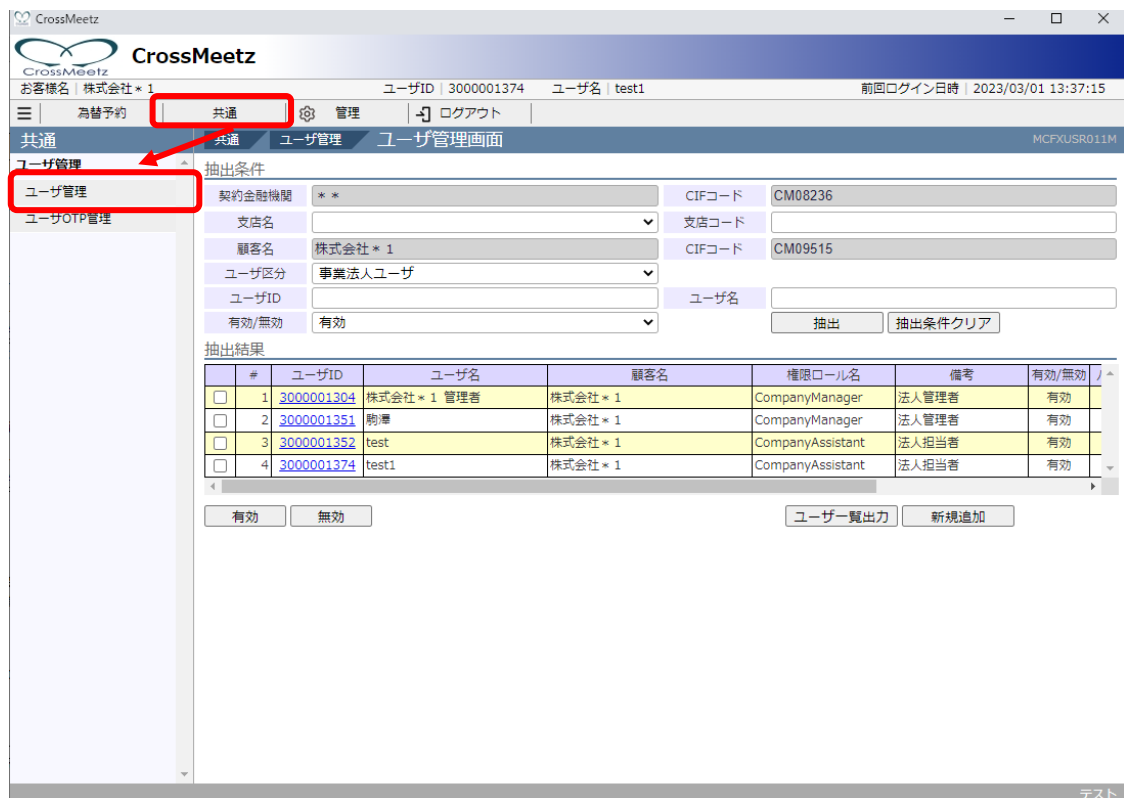 CrossMeetz
CrossMeetz
CrossMeetz
お客様名 株式会社＊1 ユーザID 3000001374 ユーザ名 test1 前回ログイン日時 2023/03/01 13:37:15
為替予約 共通 管理 ログアウト
共通
共通 ユーザ管理 ユーザ管理画面 MCFXUSR011M
ユーザ管理
ユーザ管理
ユーザOTP管理
抽出条件
契約金融機関 ＊＊ CIFコード CM08236
支店名 支店コード
顧客名 株式会社＊1 CIFコード CM09515
ユーザ区分 事業法人ユーザ
ユーザID ユーザ名
有効/無効 有効 抽出 抽出条件クリア
抽出結果
# ユーザID ユーザ名 顧客名 権限ロール名 備考 有効/無効
1 3000001304 株式会社＊1 管理者 株式会社＊1 CompanyManager 法人管理者 有効
2 3000001351 駒澤 株式会社＊1 CompanyManager 法人管理者 有効
3 3000001352 test 株式会社＊1 CompanyAssistant 法人担当者 有効
4 3000001374 test1 株式会社＊1 CompanyAssistant 法人担当者 有効
有効 無効 ユーザ一覧出力 新規追加
テスト